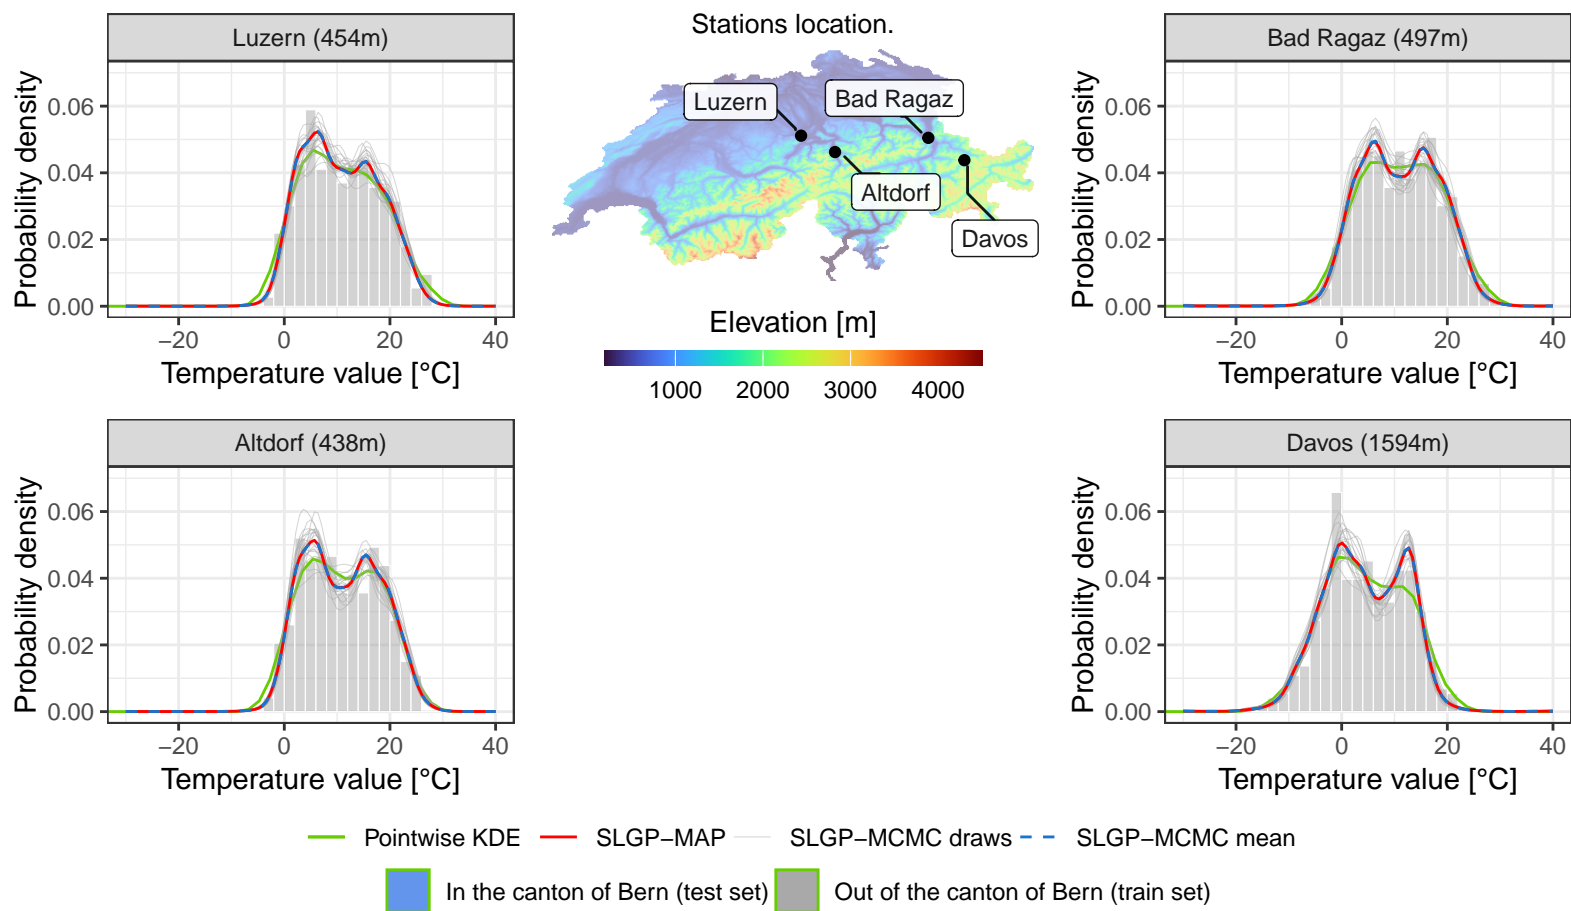 Luzern (454m)
Probability density
0.06
0.04
0.02
0.00
−20
0
20
40
Temperature value [°C]
Stations location.
Luzern
Bad Ragaz
Altdorf
Davos
Elevation [m]
1000
2000
3000
4000
Bad Ragaz (497m)
Probability density
0.06
0.04
0.02
0.00
−20
0
20
40
Temperature value [°C]
Altdorf (438m)
Probability density
0.06
0.04
0.02
0.00
−20
0
20
40
Temperature value [°C]
Davos (1594m)
Probability density
0.06
0.04
0.02
0.00
−20
0
20
40
Temperature value [°C]
Pointwise KDE
SLGP−MAP
SLGP−MCMC draws
SLGP−MCMC mean
In the canton of Bern (test set)
Out of the canton of Bern (train set)